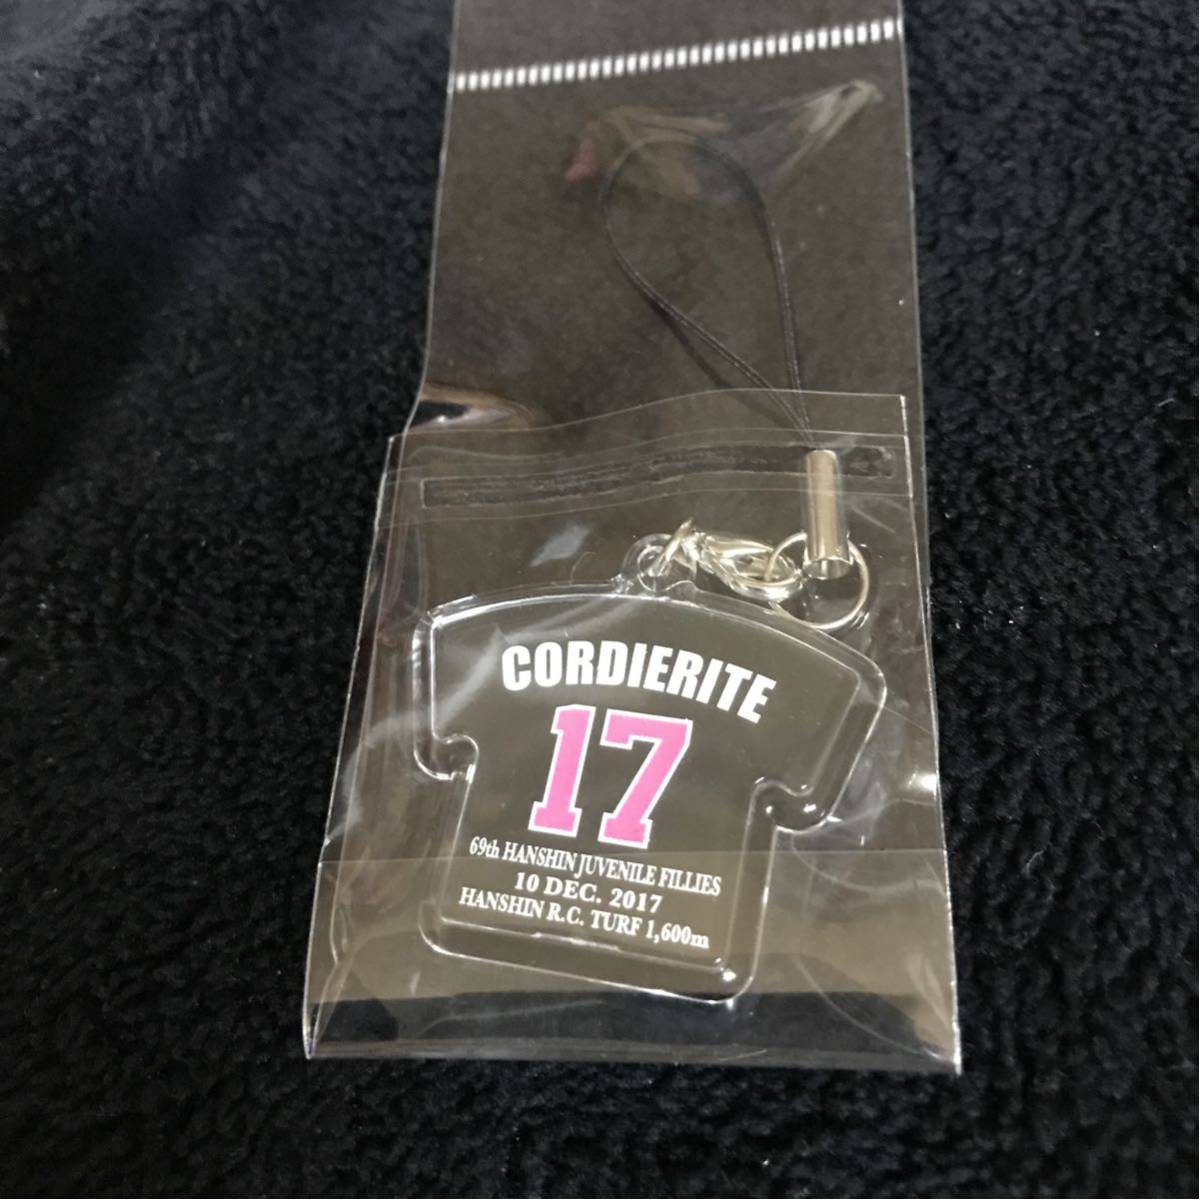 CORDIERITE
17
69th HANSHIN JUVENILE FILLIES
10 DEC. 2017
HANSHIN R.C. TURF 1,600m